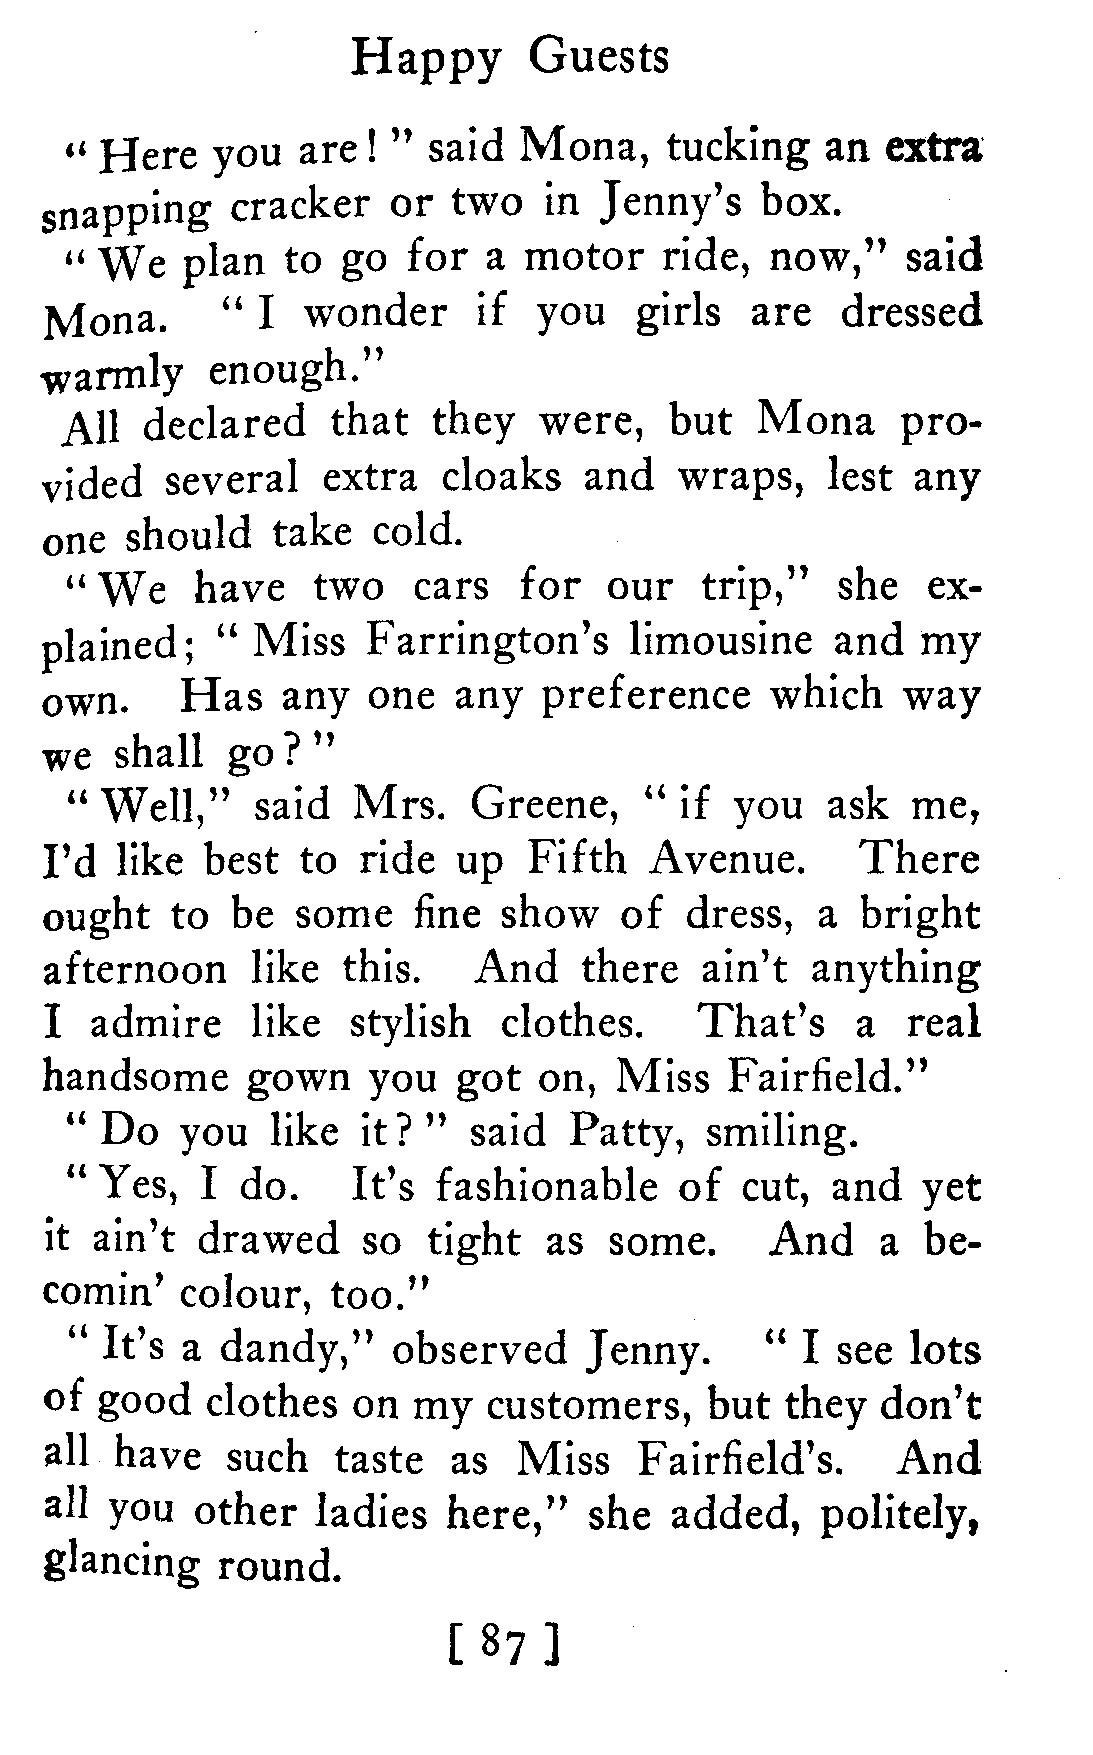 Happy Guests
“ Here you are! ” said Mona, tucking an extra
snapping cracker or two in Jenny’s box.
“ We plan to go for a motor ride, now,” said
Mona. “ I wonder if you girls are dressed
warmly enough.”
All declared that they were, but Mona pro-
vided several extra cloaks and wraps, lest any
one should take cold.
“ We have two cars for our trip,” she ex-
plained; “ Miss Farrington’s limousine and my
own. Has any one any preference which way
we shall go? ”
“ Well,” said Mrs. Greene, “ if you ask me,
I’d like best to ride up Fifth Avenue. There
ought to be some fine show of dress, a bright
afternoon like this. And there ain’t anything
I admire like stylish clothes. That’s a real
handsome gown you got on, Miss Fairfield.”
“ Do you like it? ” said Patty, smiling.
“ Yes, I do. It’s fashionable of cut, and yet
it ain’t drawed so tight as some. And a be-
comin’ colour, too.”
“ It’s a dandy,” observed Jenny. “ I see lots
of good clothes on my customers, but they don’t
all have such taste as Miss Fairfield’s. And
all you other ladies here,” she added, politely,
glancing round.
[ 87 ]